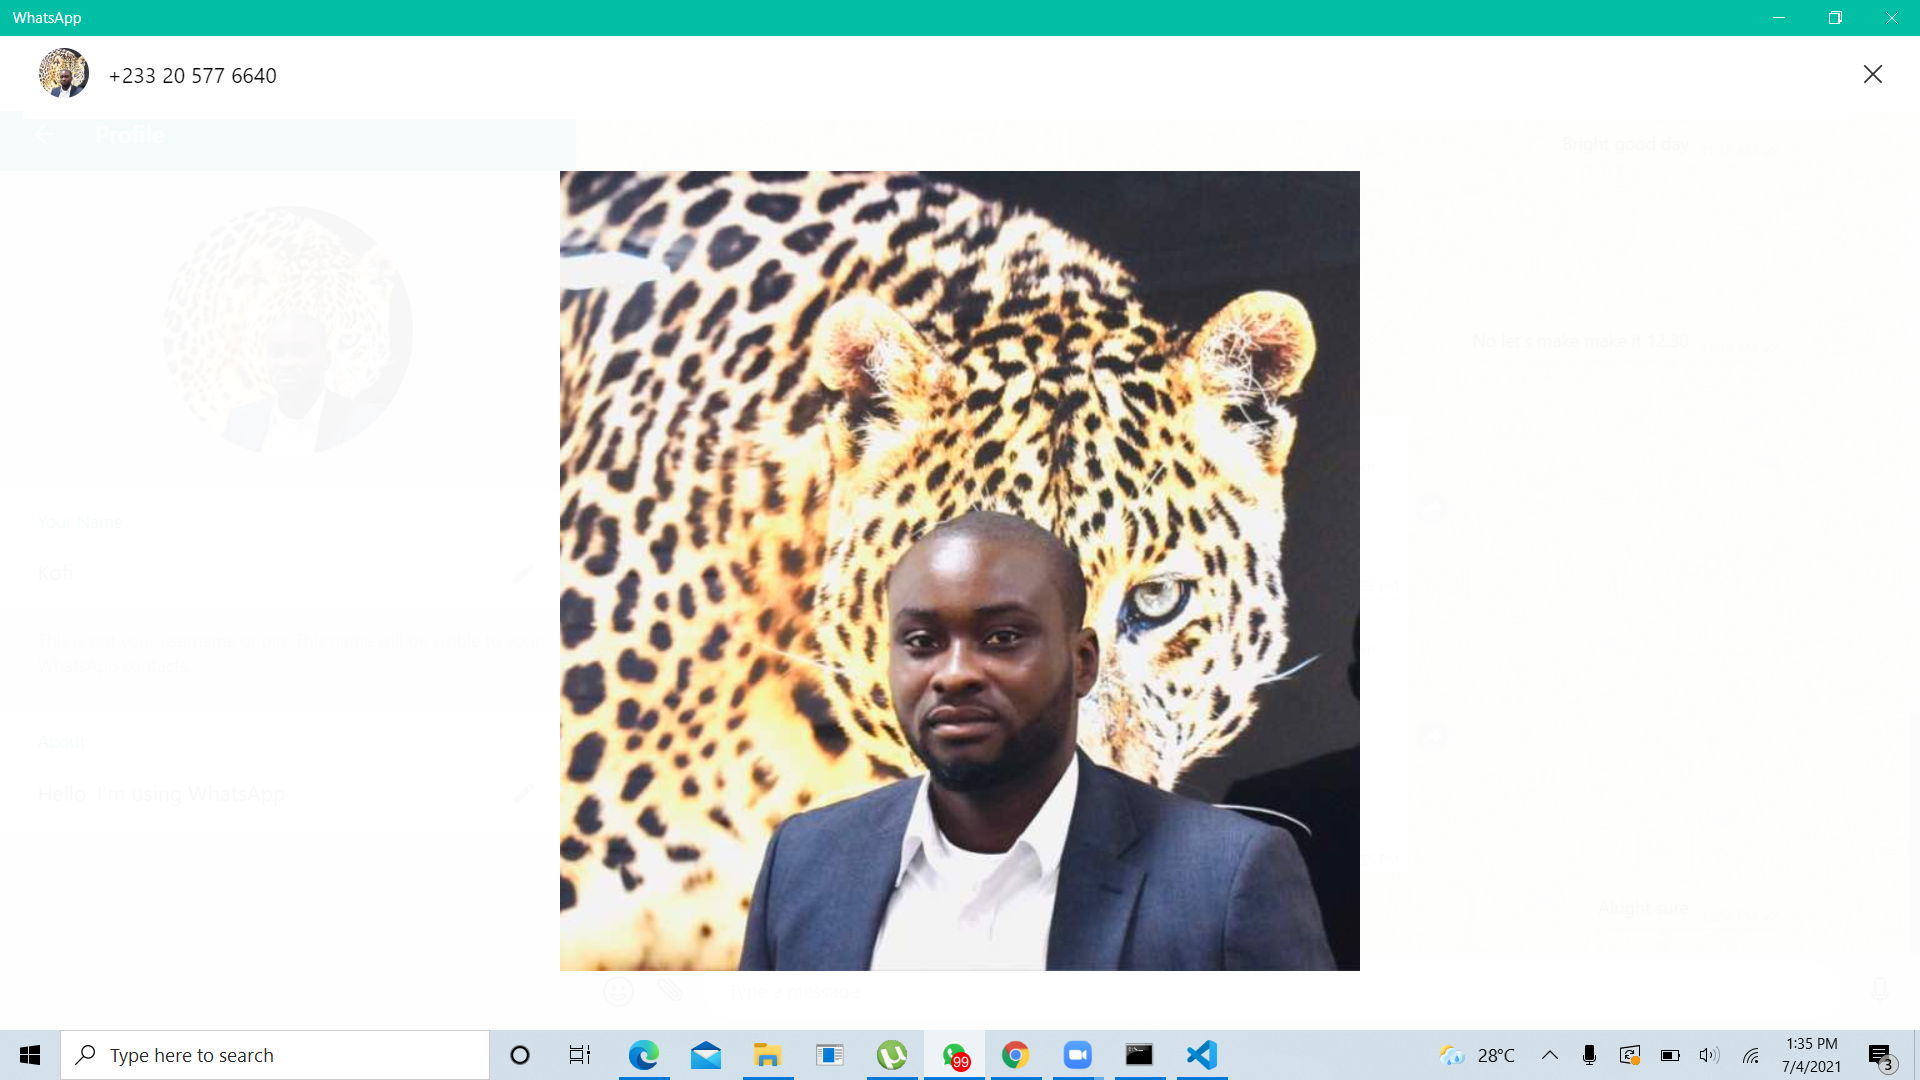 WhatsApp
+233 20 577 6640
Profile
Bright good day
No let's make make it 12:30
Your Name
Kofi
This is not your username or pin. This name will be visible to your
WhatsApp contacts.
About
Hello. I'm using WhatsApp
Alright sure
Type a message
Type here to search
99
28°C
1:35 PM
7/4/2021
3